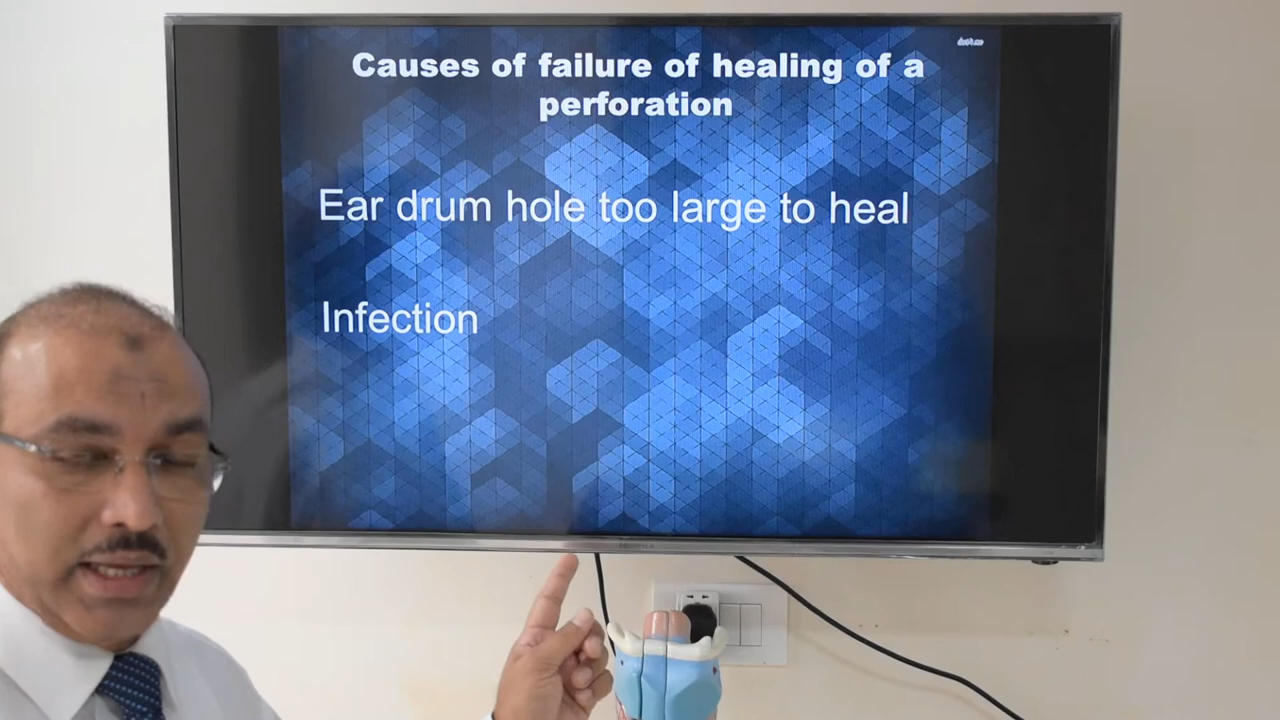 Causes of failure of healing of a
perforation
Ear drum hole too large to heal
Infection